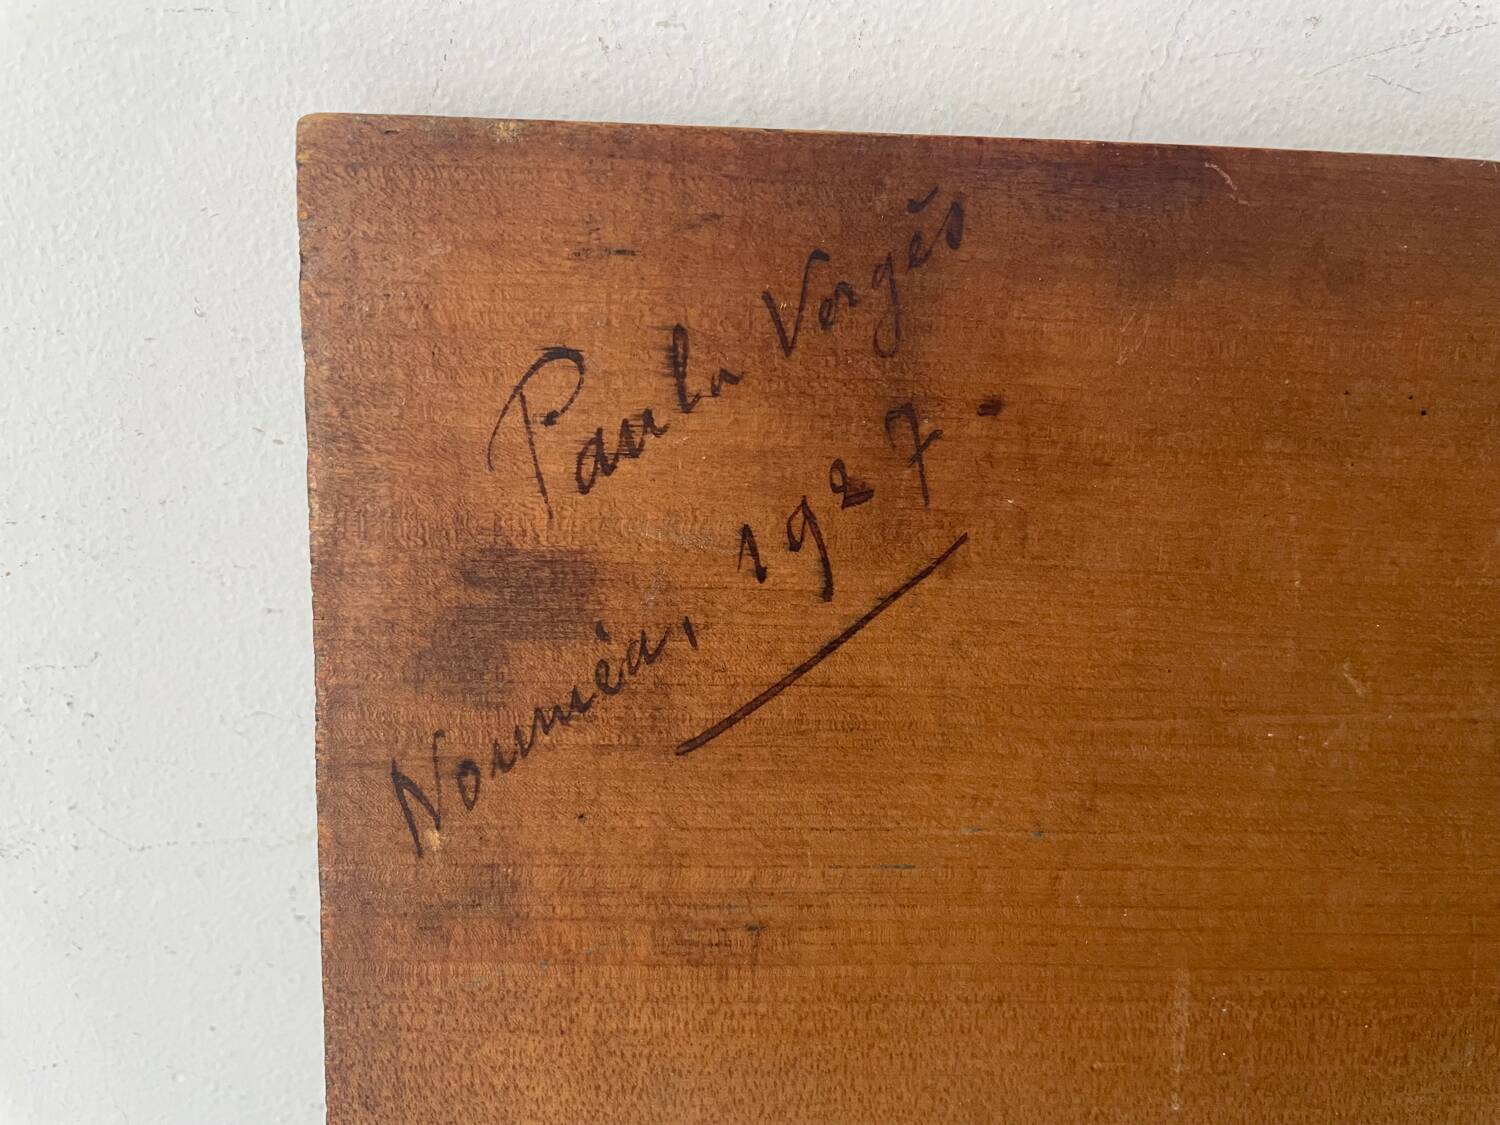 Paula Vergès
Nouméa, 1927-